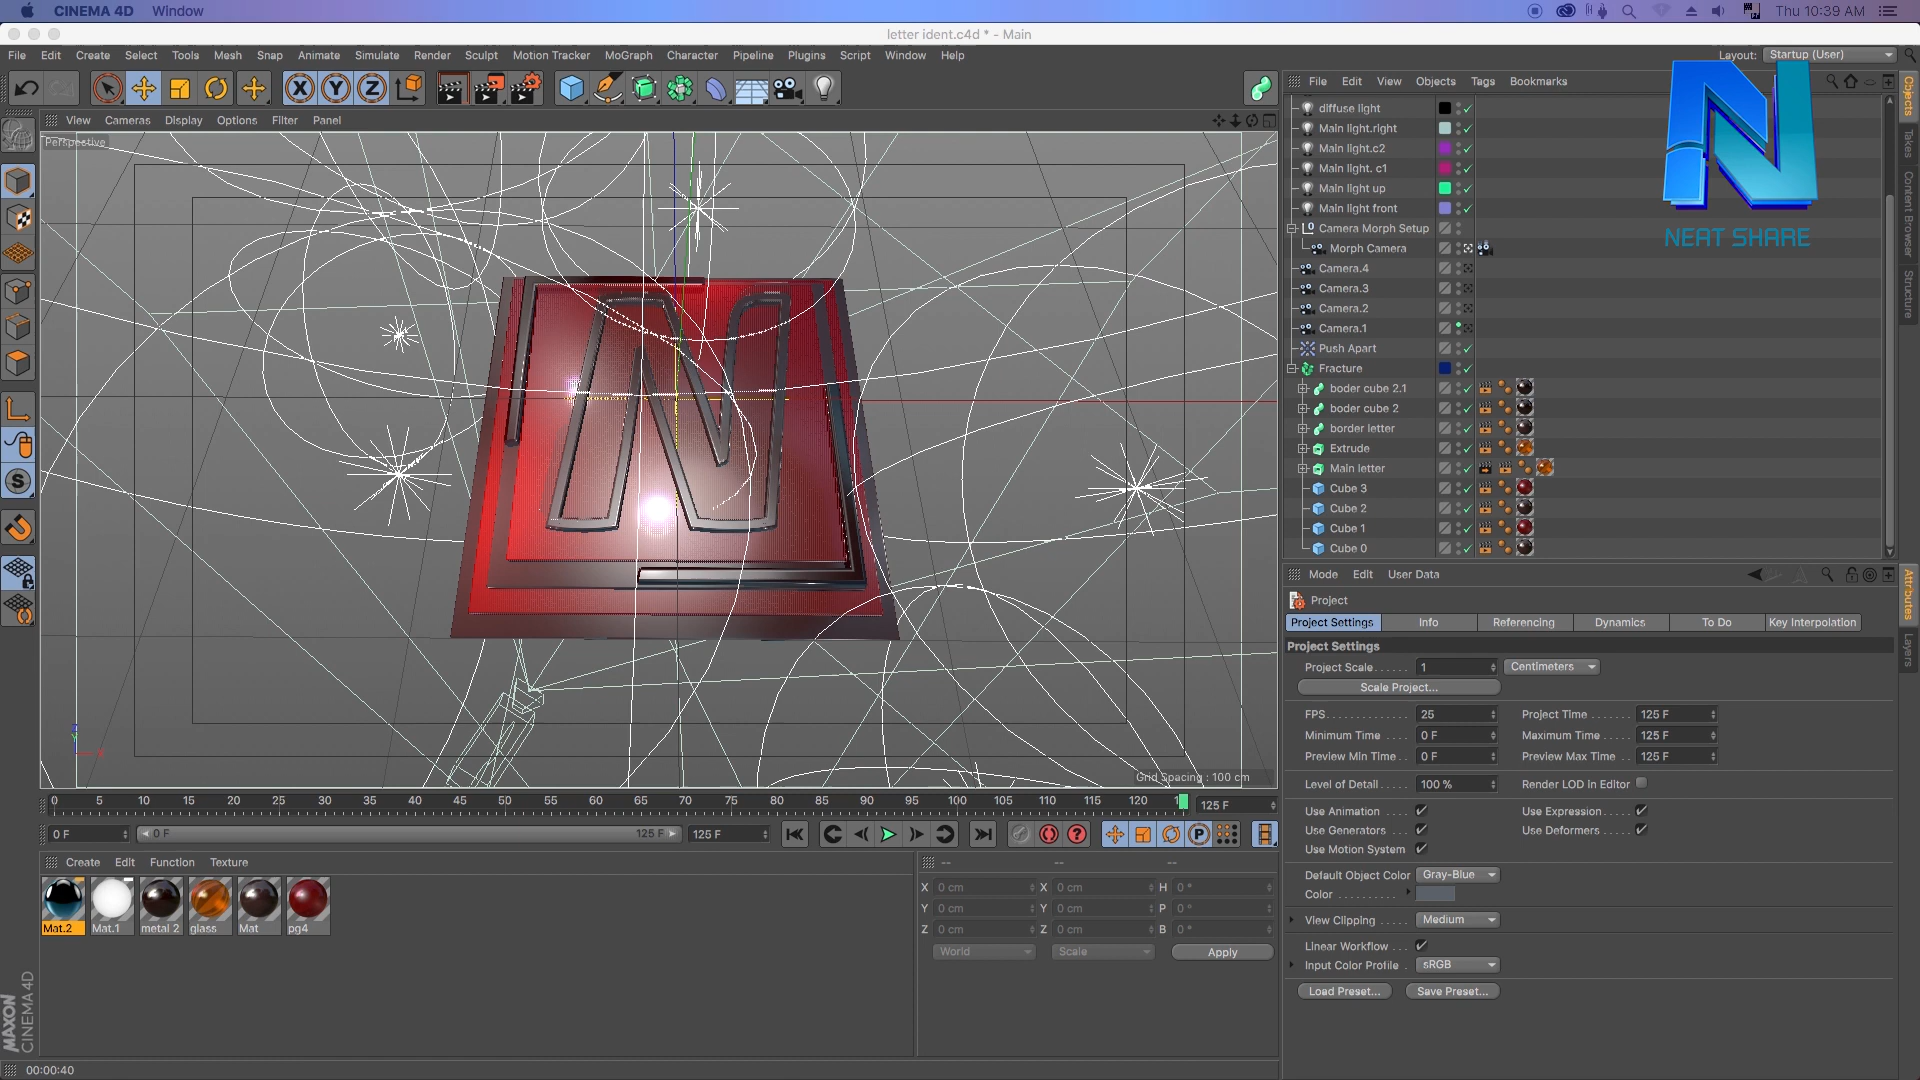 CINEMA 4D Window
Thu 10:39 AM
letter ident.c4d * - Main
File Edit Create Select Tools Mesh Snap Animate Simulate Render Sculpt Motion Tracker MoGraph Character Pipeline Plugins Script Window Help
Layout: Startup (User)
X Y Z
File Edit View Objects Tags Bookmarks
View Cameras Display Options Filter Panel
Perspective
diffuse light
Main light.right
Main light.c2
Main light. c1
Main light up
Main light front
Camera Morph Setup
Morph Camera
Camera.4
Camera.3
Camera.2
Camera.1
Push Apart
Fracture
boder cube 2.1
boder cube 2
border letter
Extrude
Main letter
Cube 3
Cube 2
Cube 1
Cube 0
N
NEAT SHARE
Objects
Takes
Content Browser
Structure
N
Grid Spacing : 100 cm
0 5 10 15 20 25 30 35 40 45 50 55 60 65 70 75 80 85 90 95 100 105 110 115 120 125 F
0 F 0 F 125 F 125 F
Mode Edit User Data
Project
Project Settings Info Referencing Dynamics To Do Key Interpolation
Project Settings
Project Scale 1 Centimeters
Scale Project...
FPS 25 Project Time 125 F
Minimum Time 0 F Maximum Time 125 F
Preview Min Time 0 F Preview Max Time 125 F
Level of Detail 100 % Render LOD in Editor
Use Animation Use Expression
Use Generators Use Deformers
Use Motion System
Default Object Color Gray-Blue
Color
View Clipping Medium
Linear Workflow
Input Color Profile sRGB
Load Preset... Save Preset...
Attributes
Layers
Create Edit Function Texture
Mat.2 Mat.1 metal 2 glass Mat pg4
-- -- --
X 0 cm X 0 cm H 0 °
Y 0 cm Y 0 cm P 0 °
Z 0 cm Z 0 cm B 0 °
World Scale Apply
MAXON
CINEMA 4D
00:00:40